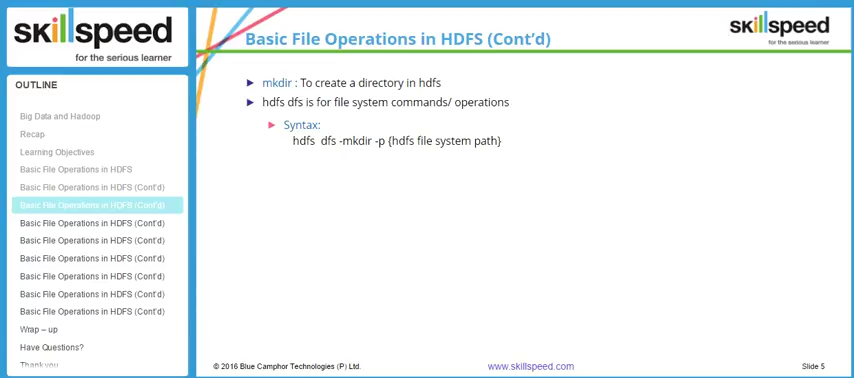 skillspeed
for the serious learner
OUTLINE
Big Data and Hadoop
Recap
Learning Objectives
Basic File Operations in HDFS
Basic File Operations in HDFS (Cont'd)
Basic File Operations in HDFS (Cont'd)
Basic File Operations in HDFS (Cont'd)
Basic File Operations in HDFS (Cont'd)
Basic File Operations in HDFS (Cont'd)
Basic File Operations in HDFS (Cont'd)
Basic File Operations in HDFS (Cont'd)
Basic File Operations in HDFS (Cont'd)
Wrap – up
Have Questions?
Thank you
Basic File Operations in HDFS (Cont'd)
skillspeed
for the serious learner
► mkdir : To create a directory in hdfs
► hdfs dfs is for file system commands/ operations
► Syntax:
hdfs dfs -mkdir -p {hdfs file system path}
© 2016 Blue Camphor Technologies (P) Ltd.
www.skillspeed.com
Slide 5